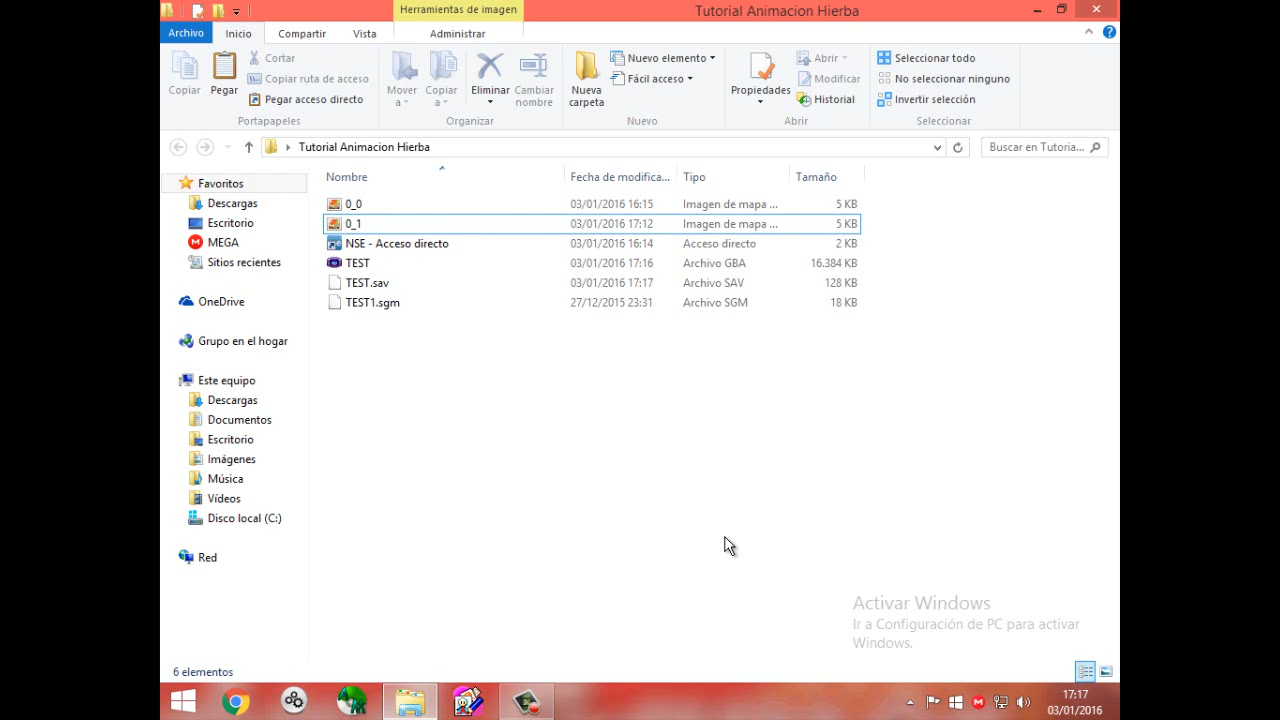 Herramientas de imagen
Tutorial Animacion Hierba
Archivo
Inicio
Compartir
Vista
Administrar
Copiar
Pegar
Cortar
Copiar ruta de acceso
Pegar acceso directo
Portapapeles
Mover a
Copiar a
Eliminar
Cambiar nombre
Organizar
Nueva carpeta
Nuevo elemento
Fácil acceso
Nuevo
Propiedades
Abrir
Modificar
Historial
Abrir
Seleccionar todo
No seleccionar ninguno
Invertir selección
Seleccionar
Tutorial Animacion Hierba
Buscar en Tutoria...
Nombre Fecha de modifica... Tipo Tamaño
0_0 03/01/2016 16:15 Imagen de mapa ... 5 KB
0_1 03/01/2016 17:12 Imagen de mapa ... 5 KB
NSE - Acceso directo 03/01/2016 16:14 Acceso directo 2 KB
TEST 03/01/2016 17:16 Archivo GBA 16.384 KB
TEST.sav 03/01/2016 17:17 Archivo SAV 128 KB
TEST1.sgm 27/12/2015 23:31 Archivo SGM 18 KB
Favoritos
Descargas
Escritorio
MEGA
Sitios recientes
OneDrive
Grupo en el hogar
Este equipo
Descargas
Documentos
Escritorio
Imágenes
Música
Vídeos
Disco local (C:)
Red
Activar Windows
Ir a Configuración de PC para activar
Windows.
6 elementos
17:17
03/01/2016